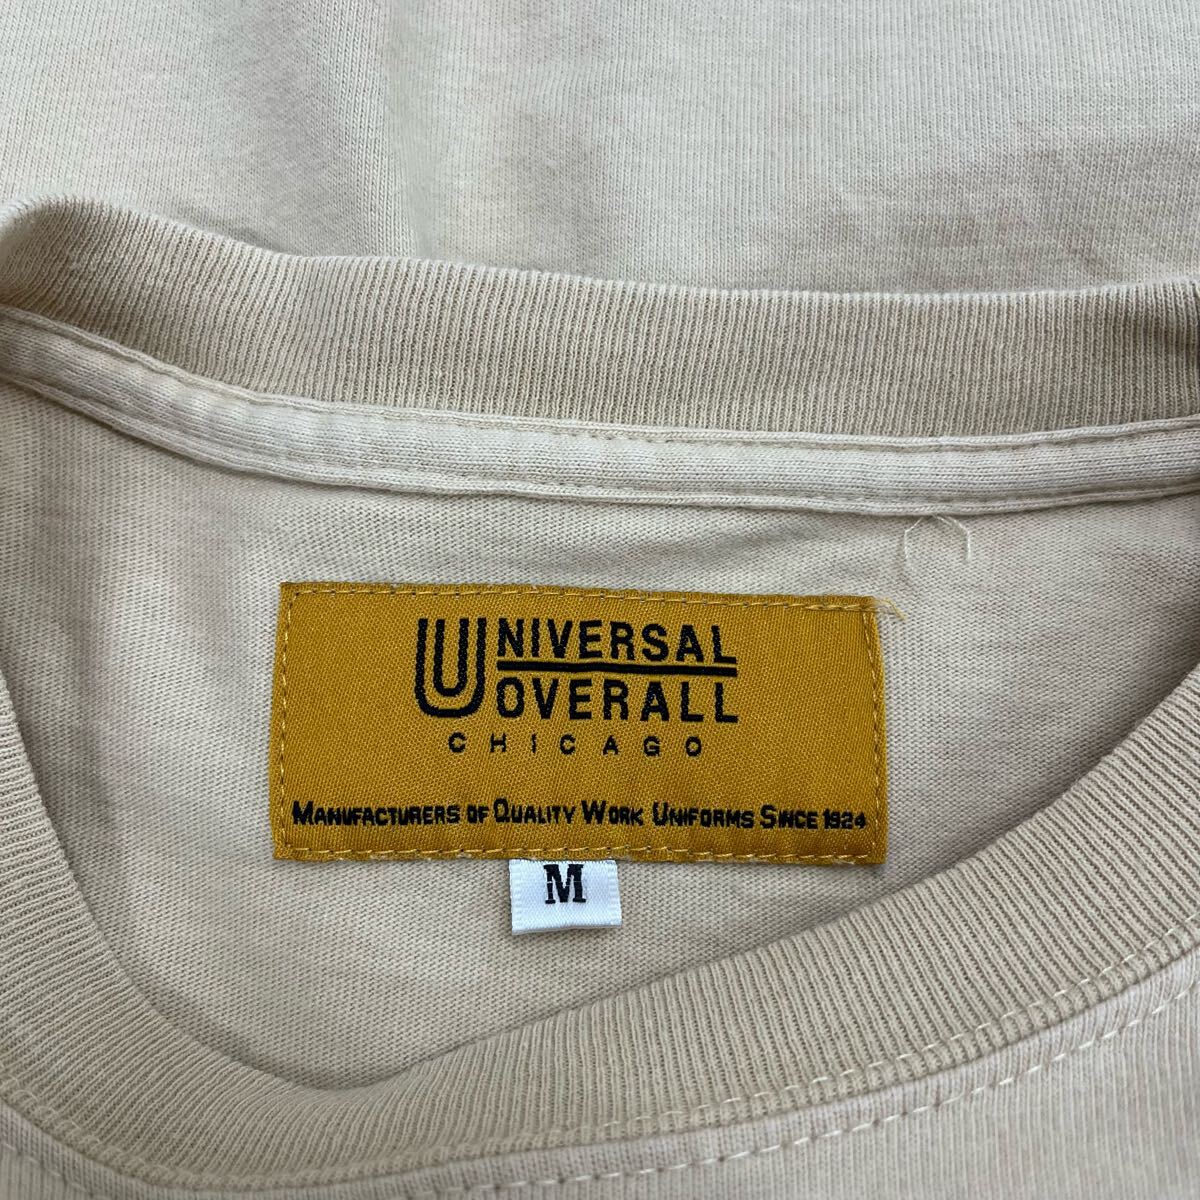 UNIVERSAL
OVERALL
CHICAGO
MANUFACTURERS OF QUALITY WORK UNIFORMS SINCE 1924
M